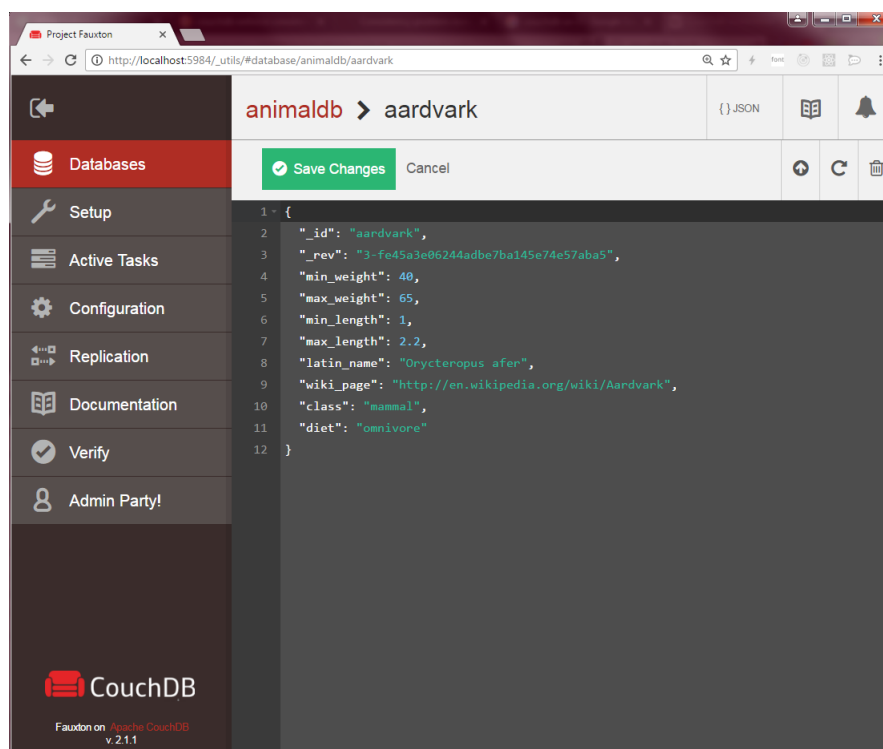 Project Fauxton
http://localhost:5984/_utils/#database/animaldb/aardvark
animaldb > aardvark
{ } JSON
Databases
Save Changes Cancel
Setup
Active Tasks
Configuration
Replication
Documentation
Verify
Admin Party!
1 {
2 "_id": "aardvark",
3 "_rev": "3-fe45a3e06244adbe7ba145e74e57aba5",
4 "min_weight": 40,
5 "max_weight": 65,
6 "min_length": 1,
7 "max_length": 2.2,
8 "latin_name": "Orycteropus afer",
9 "wiki_page": "http://en.wikipedia.org/wiki/Aardvark",
10 "class": "mammal",
11 "diet": "omnivore"
12 }
CouchDB
Fauxton on Apache CouchDB
v. 2.1.1